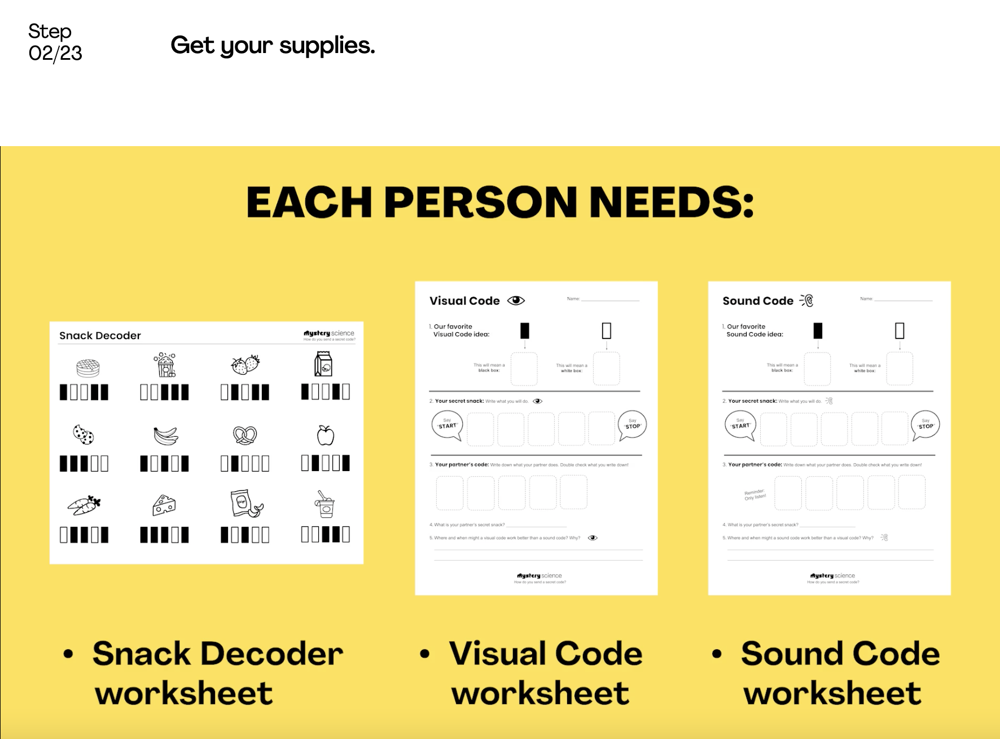 Step
02/23
Get your supplies.
EACH PERSON NEEDS:
Snack Decoder
Mystery science
How do you send a secret code?
Chips
Visual Code
Name:
1. Our favorite
Visual Code idea:
This will mean a
black box:
This will mean a
white box:
2. Your secret snack: Write what you will do.
Say
"START"
Say
"STOP"
3. Your partner's code: Write down what your partner does. Double check what you write down!
4. What is your partner's secret snack?
5. Where and when might a visual code work better than a sound code? Why?
Mystery science
How do you send a secret code?
Sound Code
Name:
1. Our favorite
Sound Code idea:
This will mean a
black box:
This will mean a
white box:
2. Your secret snack: Write what you will do.
Say
"START"
Say
"STOP"
3. Your partner's code: Write down what your partner does. Double check what you write down!
Reminder:
Only listen!
4. What is your partner's secret snack?
5. Where and when might a sound code work better than a visual code? Why?
Mystery science
How do you send a secret code?
• Snack Decoder
worksheet
• Visual Code
worksheet
• Sound Code
worksheet